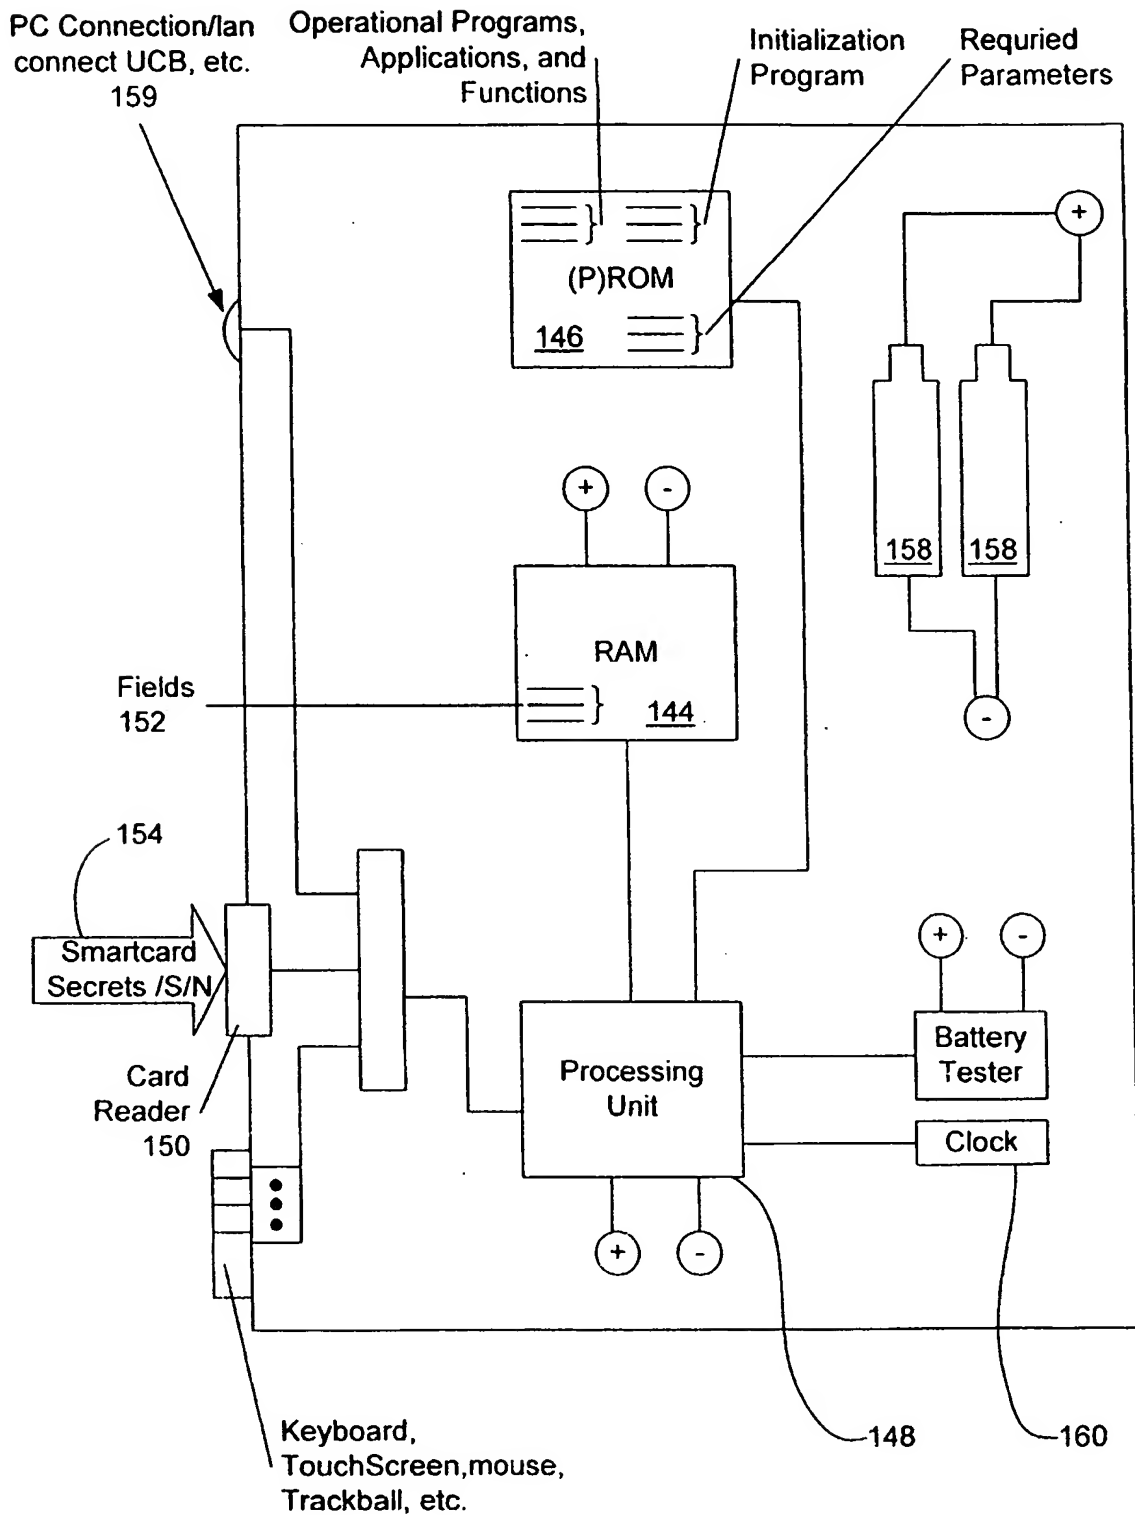 PC Connection/lan
connect UCB, etc.
159
Operational Programs,
Applications, and
Functions
Initialization
Program
Requried
Parameters
(P)ROM
146
+
+
-
158
158
RAM
144
Fields
152
-
154
Smartcard
Secrets /S/N
Card
Reader
150
Processing
Unit
+
-
Battery
Tester
Clock
+
-
Keyboard,
TouchScreen,mouse,
Trackball, etc.
148
160